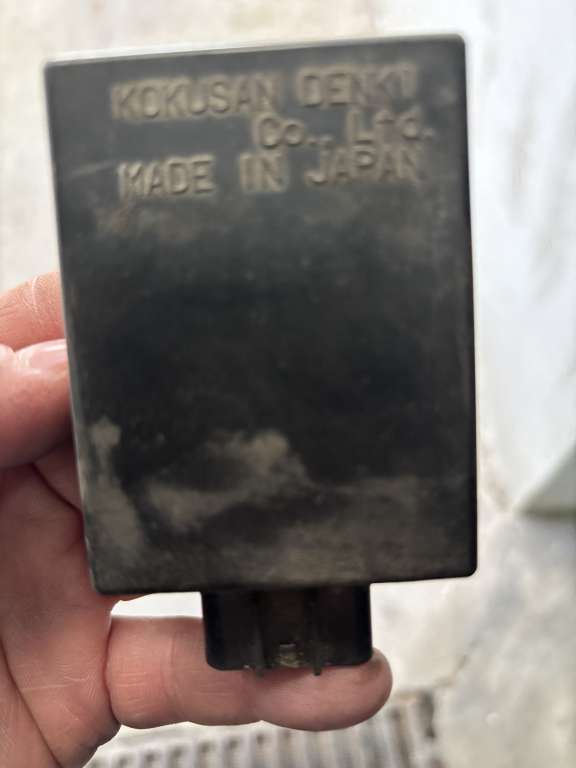 KOKUSAN DENKI
Co., Ltd.
MADE IN JAPAN